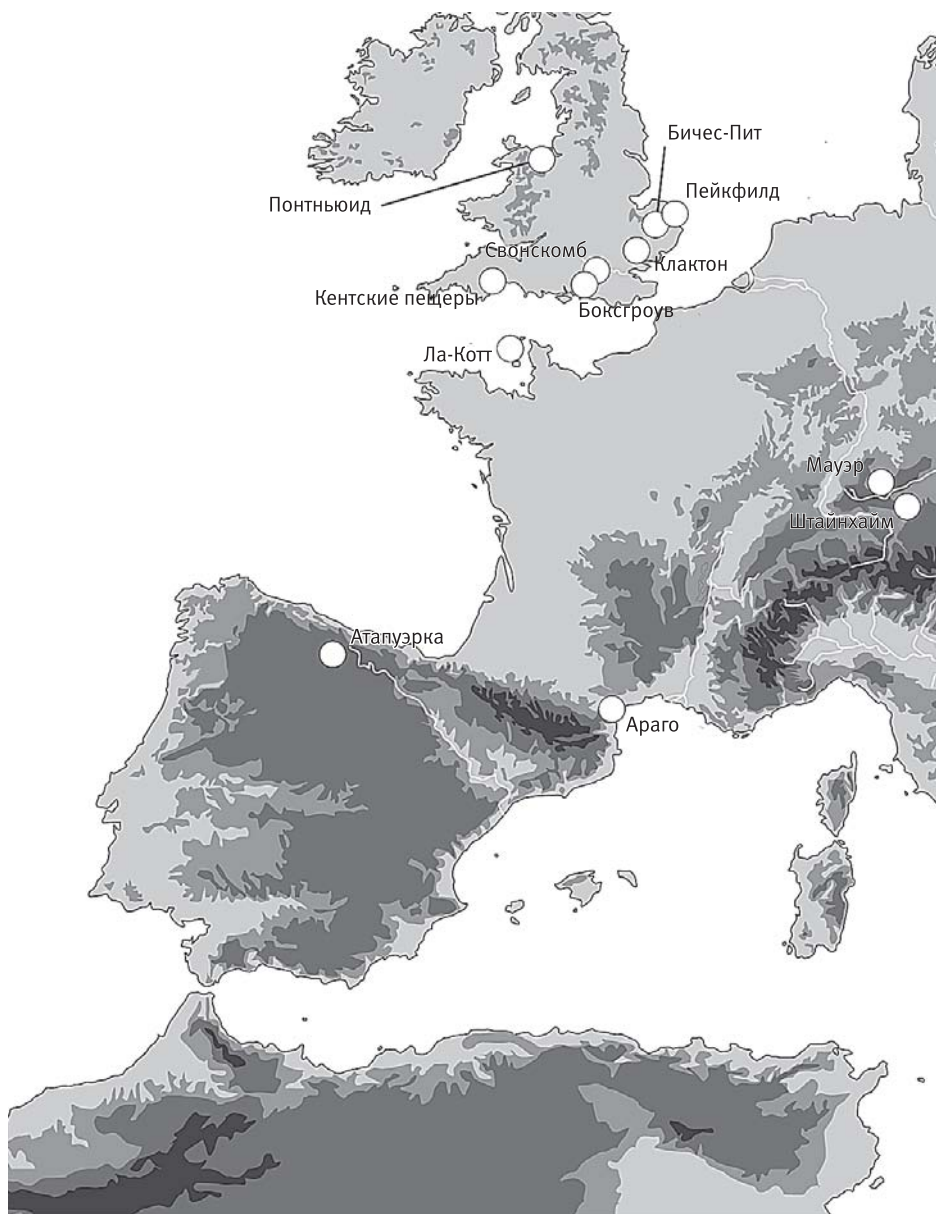 Бичес-Пит
Пейкфилд
Понтньюид
Свонскомб
Клактон
Кентские пещеры
Боксгроув
Ла-Котт
Мауэр
Штайнхайм
Атапуэрка
Араго